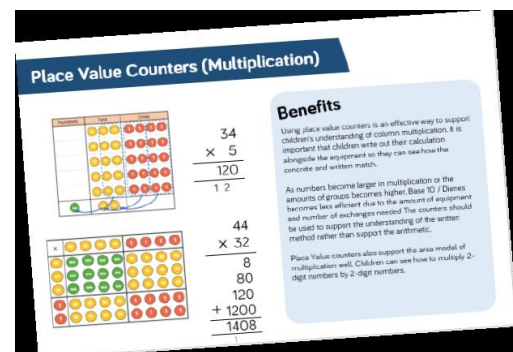 Place Value Counters (Multiplication)
Hundreds Tens Ones
34
× 5
120
1 2
44
× 32
8
80
120
+ 1200
1408
1
Benefits
Using place value counters is an effective way to support
children's understanding of column multiplication. It is
important that children write out their calculation
alongside the equipment so they can see how the
concrete and written match.
As numbers become larger in multiplication or the
amounts of groups becomes higher, Base 10 / Dienes
becomes less efficient due to the amount of equipment
and number of exchanges needed. The counters should
be used to support the understanding of the written
method rather than support the arithmetic.
Place Value counters also support the area model of
multiplication well. Children can see how to multiply 2-
digit numbers by 2-digit numbers.